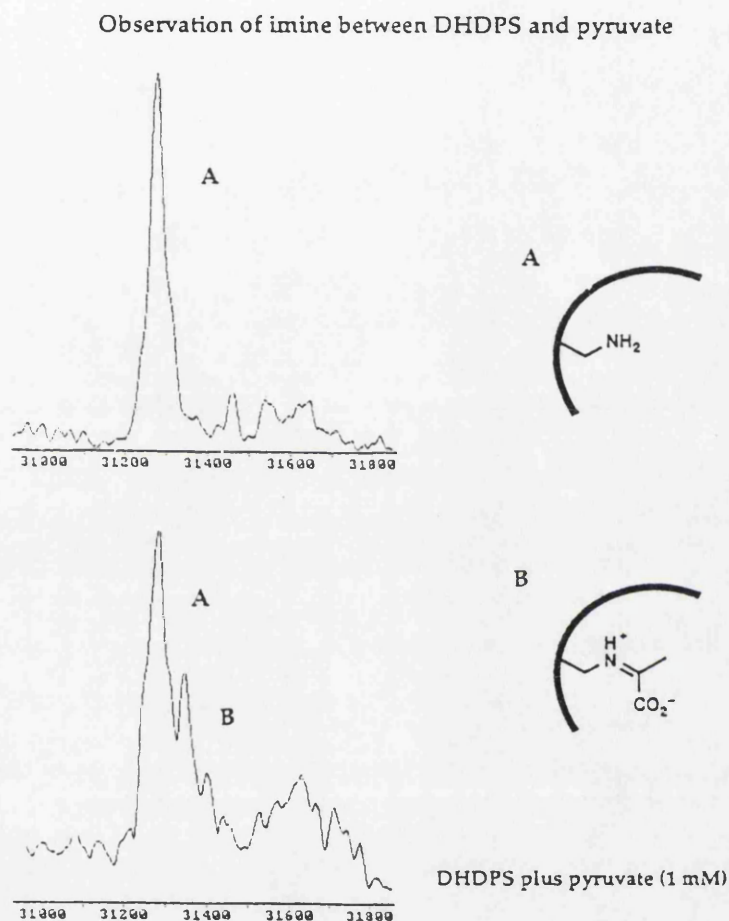 Observation of imine between DHDPS and pyruvate
A
31000 31200 31400 31600 31800
A
NH2
A
B
31000 31200 31400 31600 31800
B
H+
N
CO2-
DHDPS plus pyruvate (1 mM)